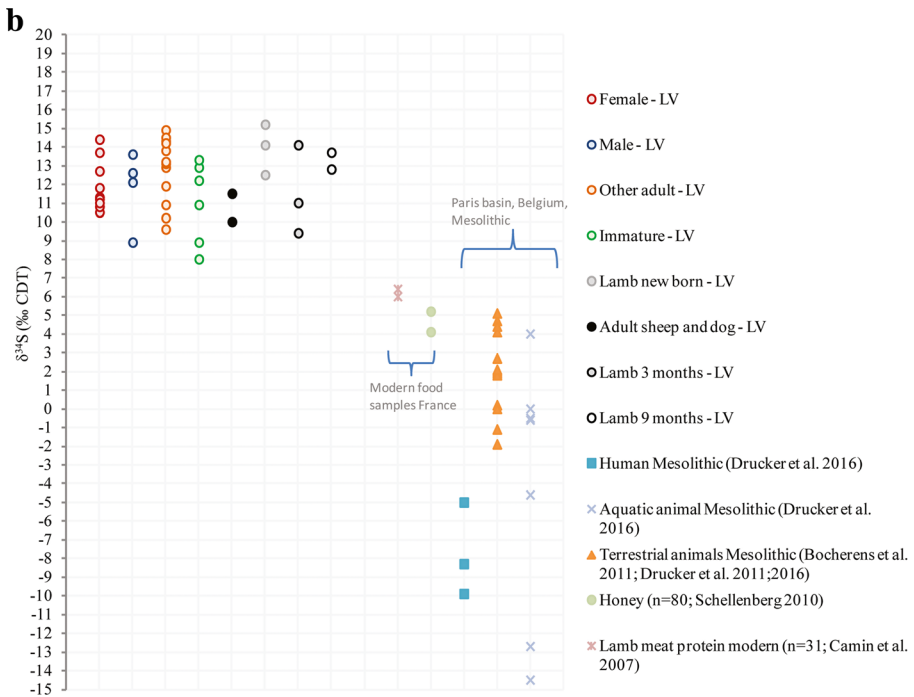 b
20
19
18
17
16
15
14
13
12
11
10
9
8
7
6
5
4
3
2
1
0
-1
-2
-3
-4
-5
-6
-7
-8
-9
-10
-11
-12
-13
-14
-15
δ34S (‰ CDT)
Paris basin, Belgium,
Mesolithic
Modern food
samples France
Female - LV
Male - LV
Other adult - LV
Immature - LV
Lamb new born - LV
Adult sheep and dog - LV
Lamb 3 months - LV
Lamb 9 months - LV
Human Mesolithic (Drucker et al. 2016)
Aquatic animal Mesolithic (Drucker et al.
2016)
Terrestrial animals Mesolithic (Bocherens et al.
2011; Drucker et al. 2011;2016)
Honey (n=80; Schellenberg 2010)
Lamb meat protein modern (n=31; Camin et al.
2007)